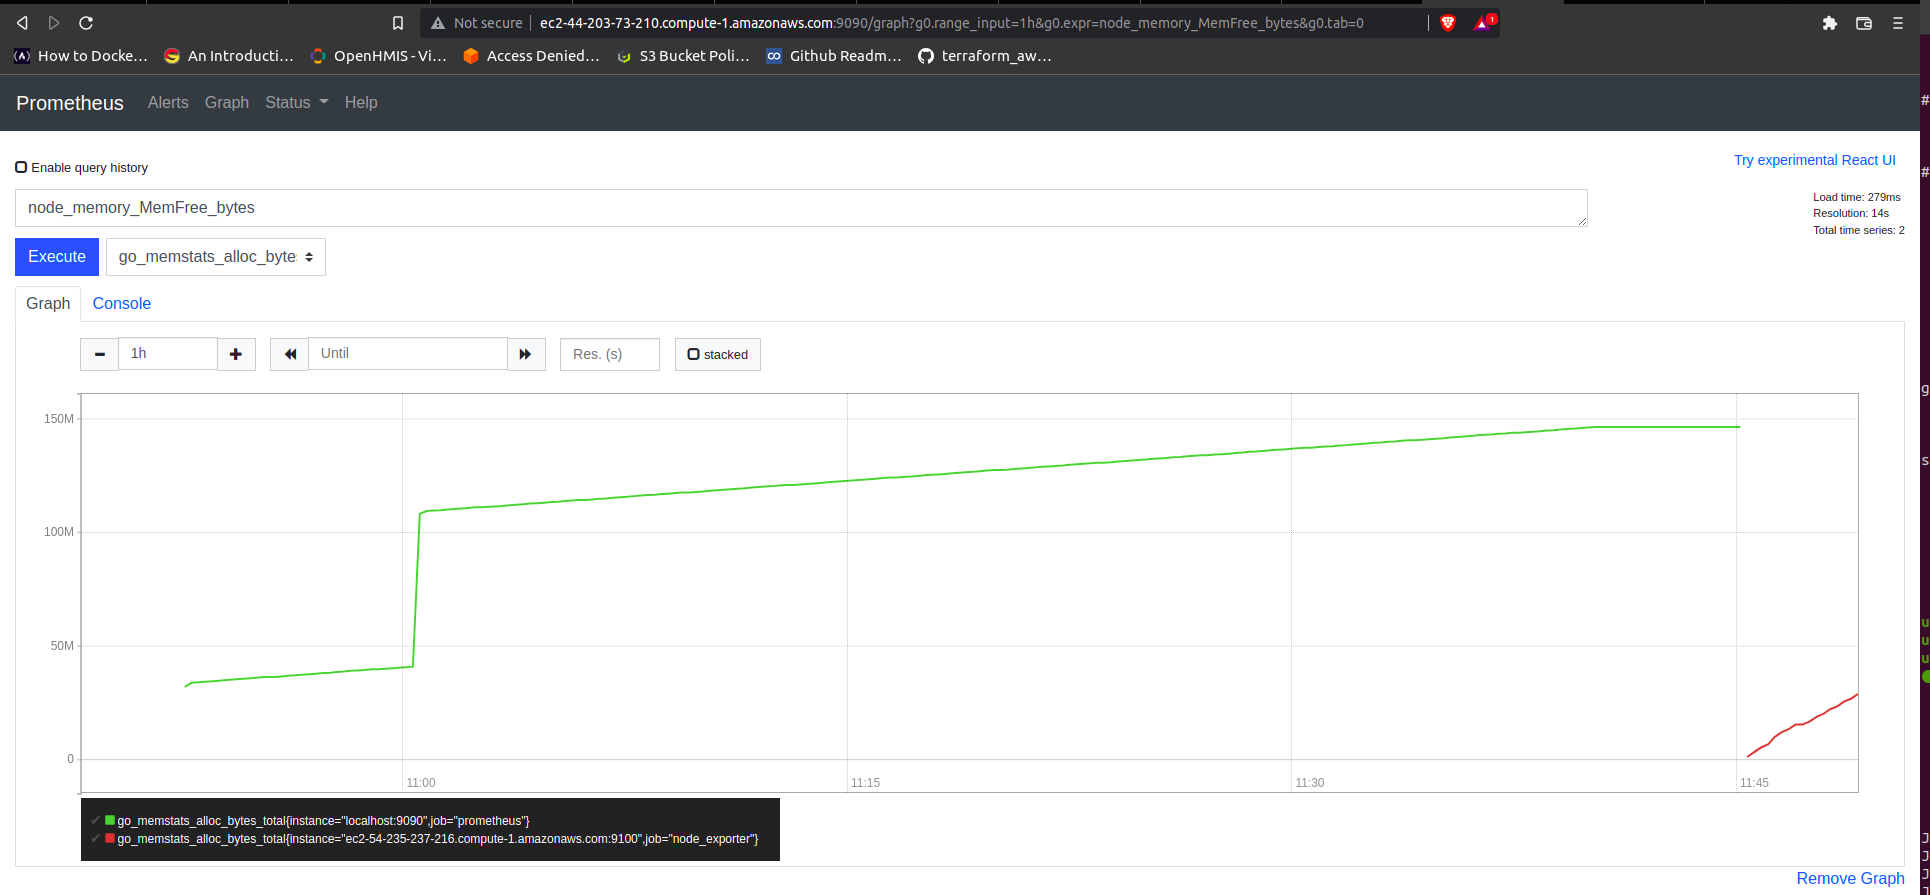 Not secure ec2-44-203-73-210.compute-1.amazonaws.com:9090/graph?g0.range_input=1h&g0.expr=node_memory_MemFree_bytes&g0.tab=0 1
How to Docke... An Introducti... OpenHMIS - Vi... Access Denied... S3 Bucket Poli... Github Readm... terraform_aw...
Prometheus Alerts Graph Status Help
#
Try experimental React UI
Enable query history
#
Load time: 279ms
node_memory_MemFree_bytes
Resolution: 14s
Total time series: 2
Execute go_memstats_alloc_byte
Graph Console
1h Until Res. (s) stacked
g
150M
s
100M
50M
u
u
u
0
11:00 11:15 11:30 11:45
go_memstats_alloc_bytes_total{instance="localhost:9090",job="prometheus"}
go_memstats_alloc_bytes_total{instance="ec2-54-235-237-216.compute-1.amazonaws.com:9100",job="node_exporter"}
J
J
J
Remove Graph